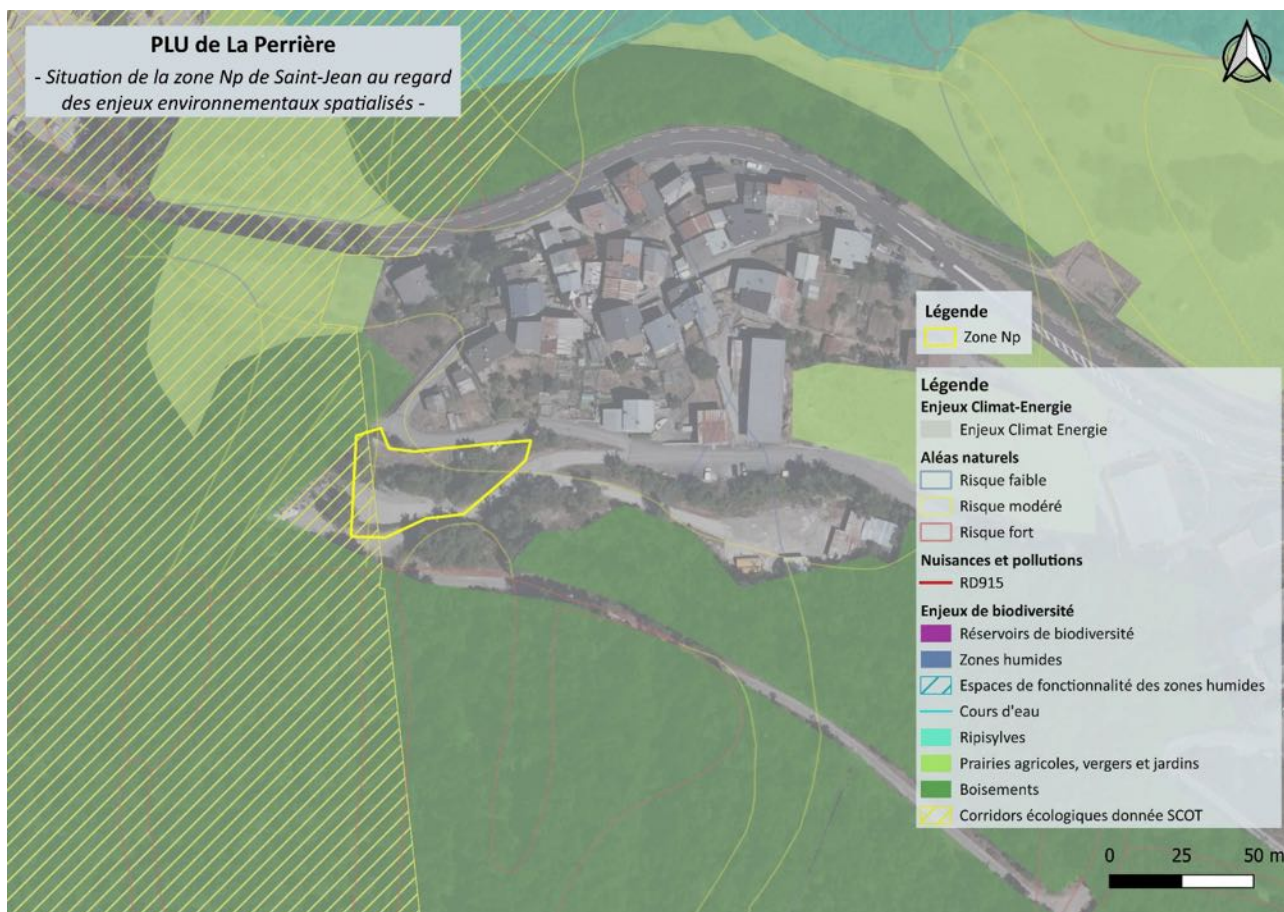 PLU de La Perrière
- Situation de la zone Np de Saint-Jean au regard
des enjeux environnementaux spatialisés -
Légende
Zone Np
Légende
Enjeux Climat-Energie
Enjeux Climat Energie
Aléas naturels
Risque faible
Risque modéré
Risque fort
Nuisances et pollutions
RD915
Enjeux de biodiversité
Réservoirs de biodiversité
Zones humides
Espaces de fonctionnalité des zones humides
Cours d'eau
Ripisylves
Prairies agricoles, vergers et jardins
Boisements
Corridors écologiques donnée SCOT
0 25 50 m